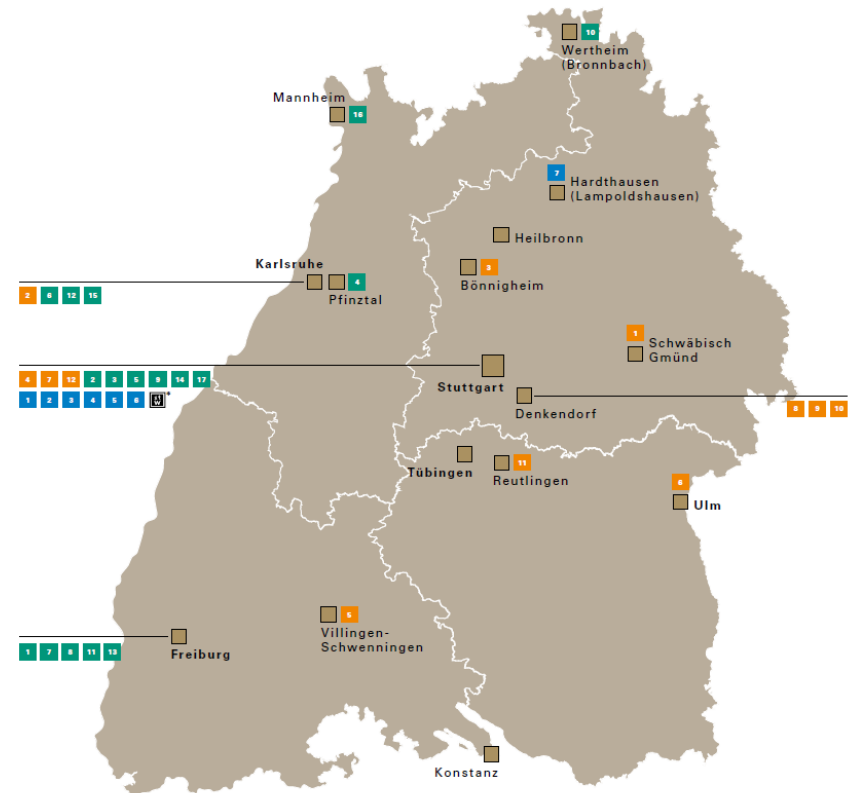 10
Wertheim
(Bronnbach)
Mannheim
16
7
Hardthausen
(Lampoldshausen)
Heilbronn
Karlsruhe
3
Bönnigheim
4
Pfinztal
2 6 12 15
1
Schwäbisch
Gmünd
4 7 12 2 3 5 9 14 17
Stuttgart
1 2 3 4 5 6 *
Denkendorf
8 9 10
Tübingen
11
Reutlingen
6
Ulm
5
Villingen-
Schwenningen
Freiburg
1 7 8 11 13
Konstanz